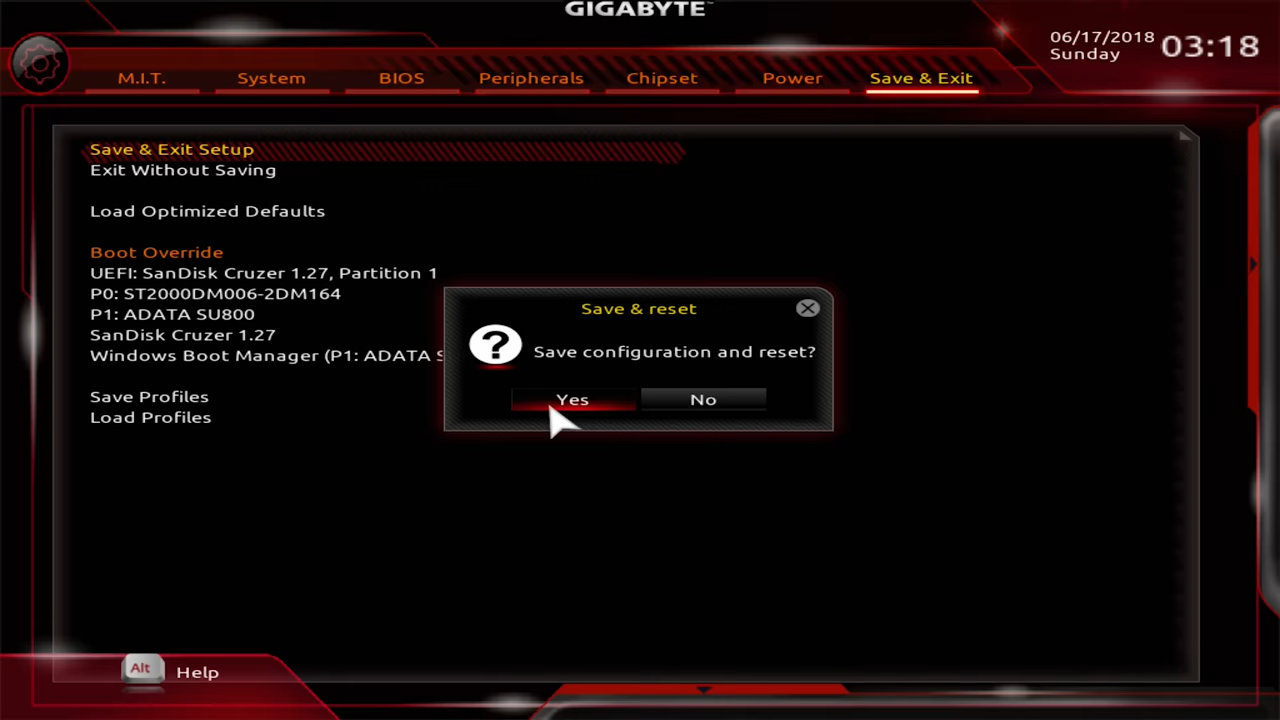 GIGABYTE™
06/17/2018
Sunday
03:18
M.I.T.
System
BIOS
Peripherals
Chipset
Power
Save & Exit
Save & Exit Setup
Exit Without Saving
Load Optimized Defaults
Boot Override
UEFI: SanDisk Cruzer 1.27, Partition 1
P0: ST2000DM006-2DM164
P1: ADATA SU800
SanDisk Cruzer 1.27
Windows Boot Manager (P1: ADATA S
Save Profiles
Load Profiles
Save & reset
?
Save configuration and reset?
Yes
No
Alt
Help